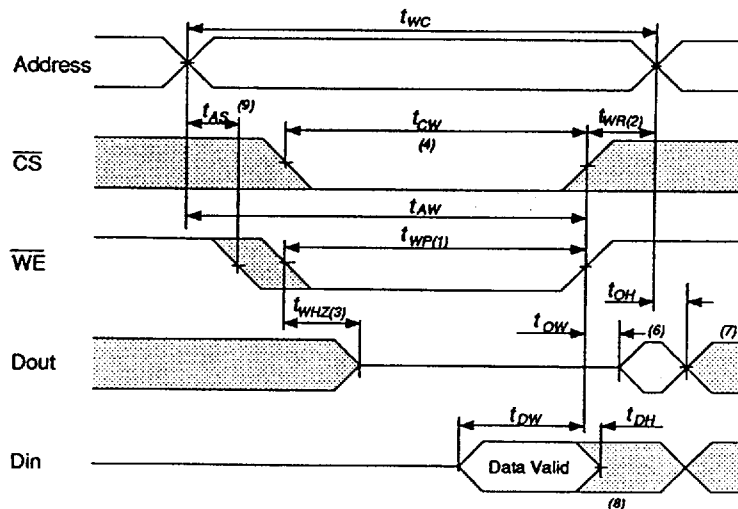 tWC
Address
tAS (9)
tCW
tWR(2)
(4)
CS
tAW
tWP(1)
WE
tWHZ(3)
tOH
tOW
(6)
(7)
Dout
tDW
tDH
Din
Data Valid
(8)